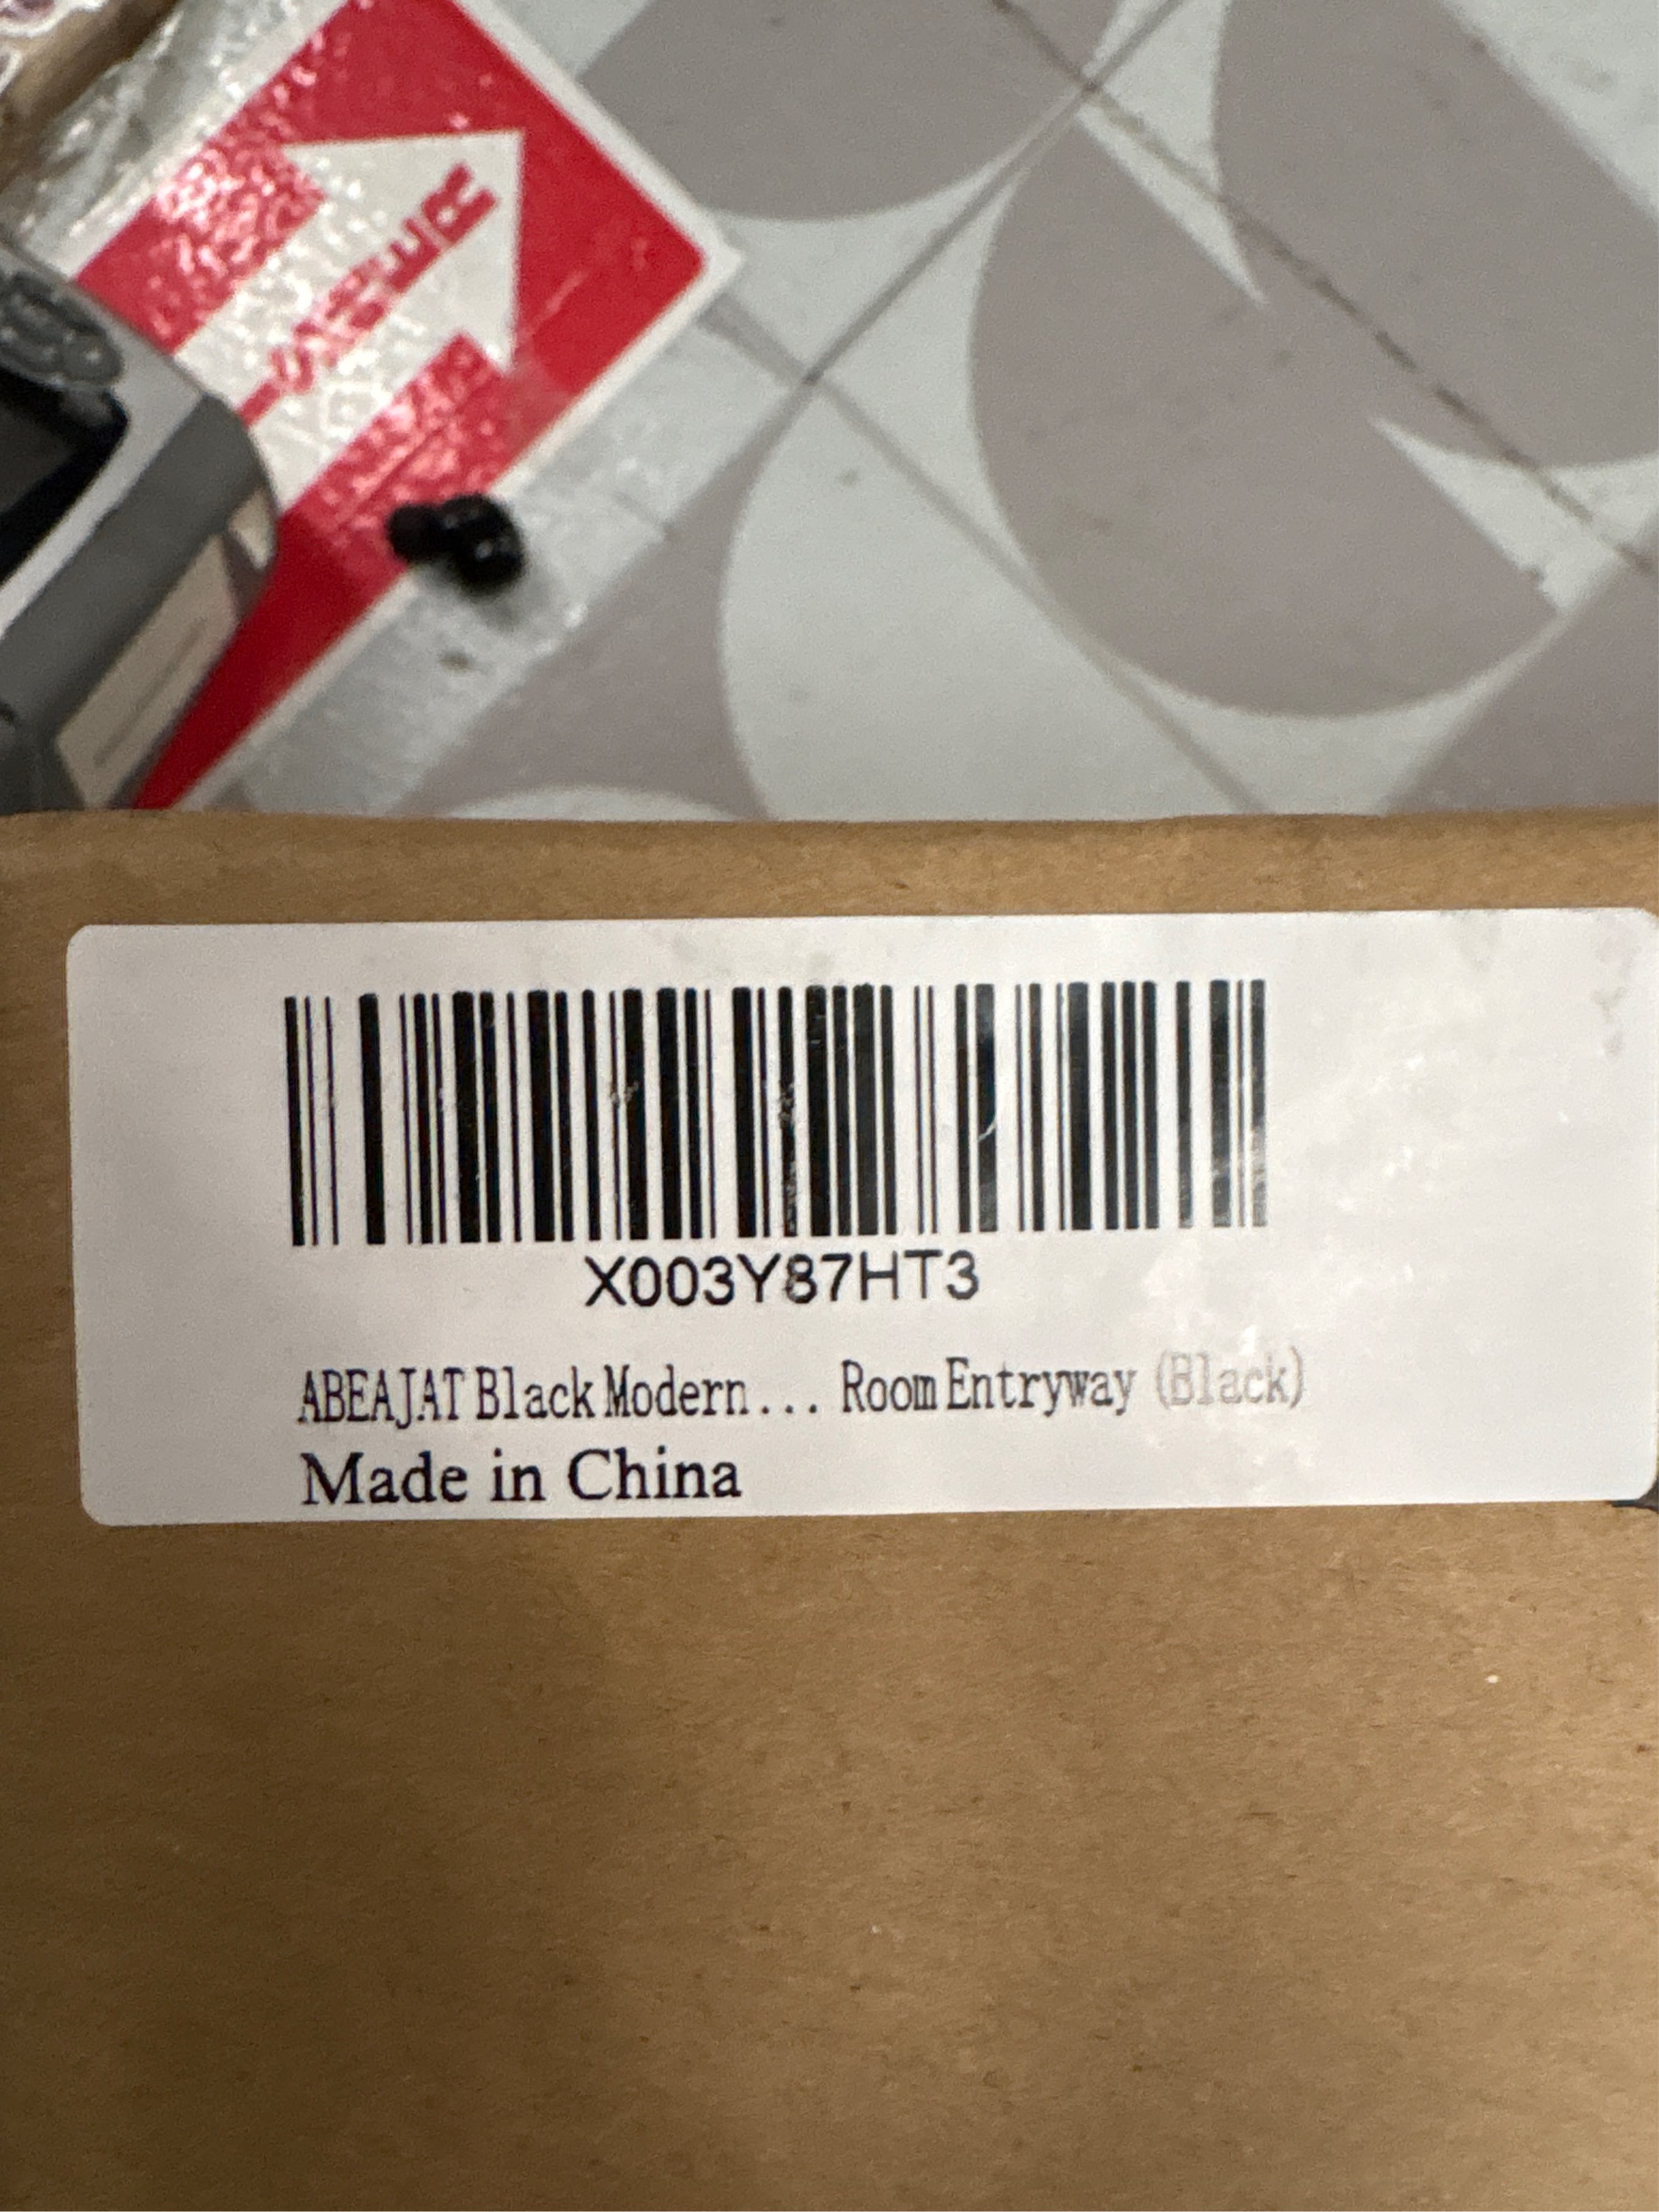 X003Y87HT3
ABEAJAT Black Modern... Room Entryway (Black)
Made in China